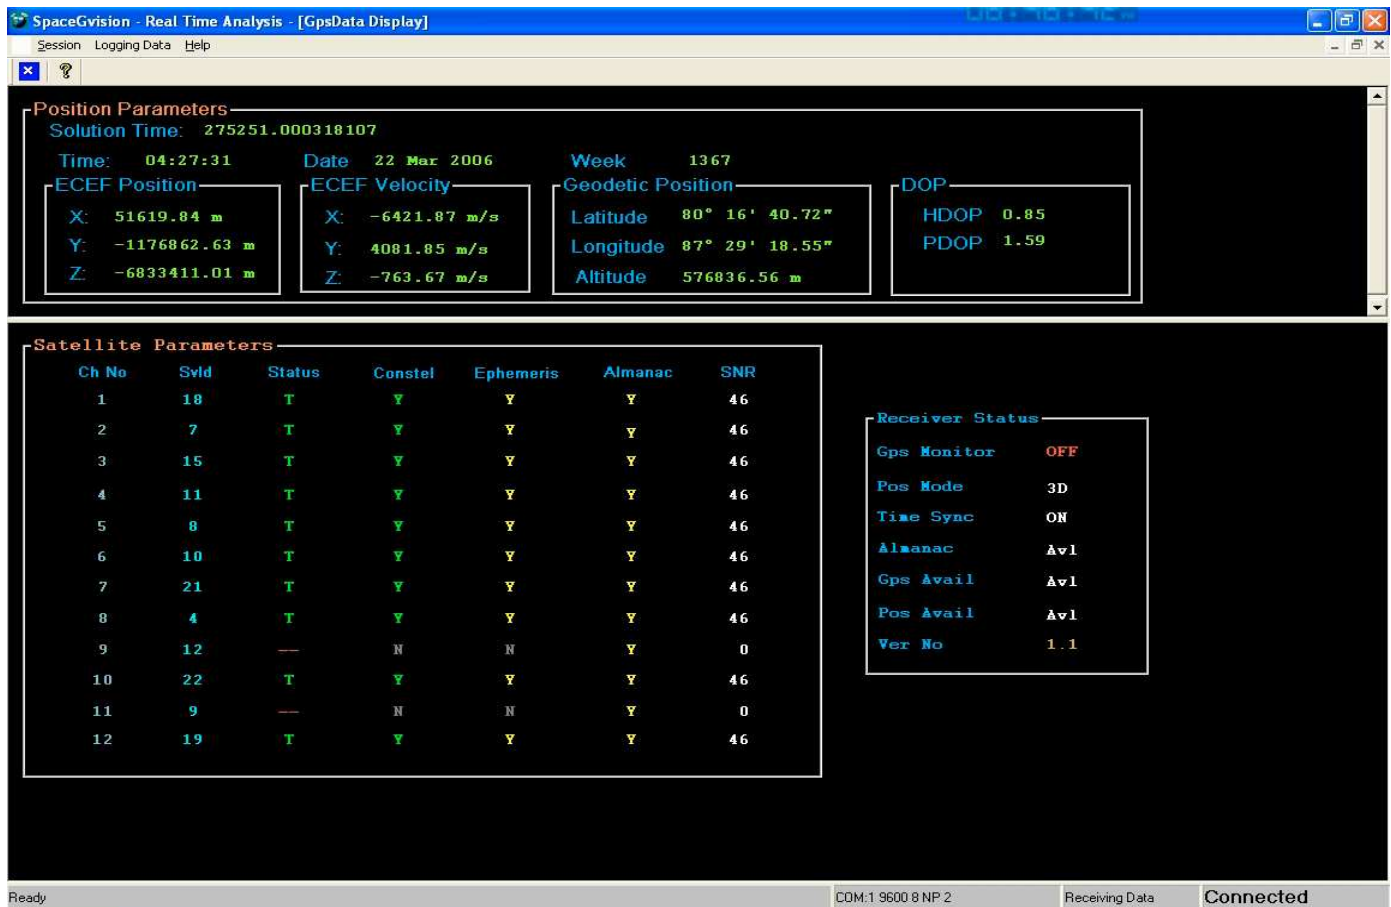 SpaceGvision - Real Time Analysis - [GpsData Display]
Session Logging Data Help
Position Parameters
Solution Time: 275251.000318107
Time: 04:27:31 Date 22 Mar 2006 Week 1367
ECEF Position ECEF Velocity Geodetic Position DOP
X: 51619.84 m X: -6421.87 m/s Latitude 80° 16' 40.72" HDOP 0.85
Y: -1176862.63 m Y: 4081.85 m/s Longitude 87° 29' 18.55" PDOP 1.59
Z: -6833411.01 m Z: -763.67 m/s Altitude 576836.56 m
Satellite Parameters
Ch No SvId Status Constel Ephemeris Almanac SNR
1 18 T Y Y Y 46
2 7 T Y Y Y 46
3 15 T Y Y Y 46
4 11 T Y Y Y 46
5 8 T Y Y Y 46
6 10 T Y Y Y 46
7 21 T Y Y Y 46
8 4 T Y Y Y 46
9 12 -- N N Y 0
10 22 T Y Y Y 46
11 9 -- N N Y 0
12 19 T Y Y Y 46
Receiver Status
Gps Monitor OFF
Pos Mode 3D
Time Sync ON
Almanac Avl
Gps Avail Avl
Pos Avail Avl
Ver No 1.1
Ready COM:1 9600 8 NP 2 Receiving Data Connected